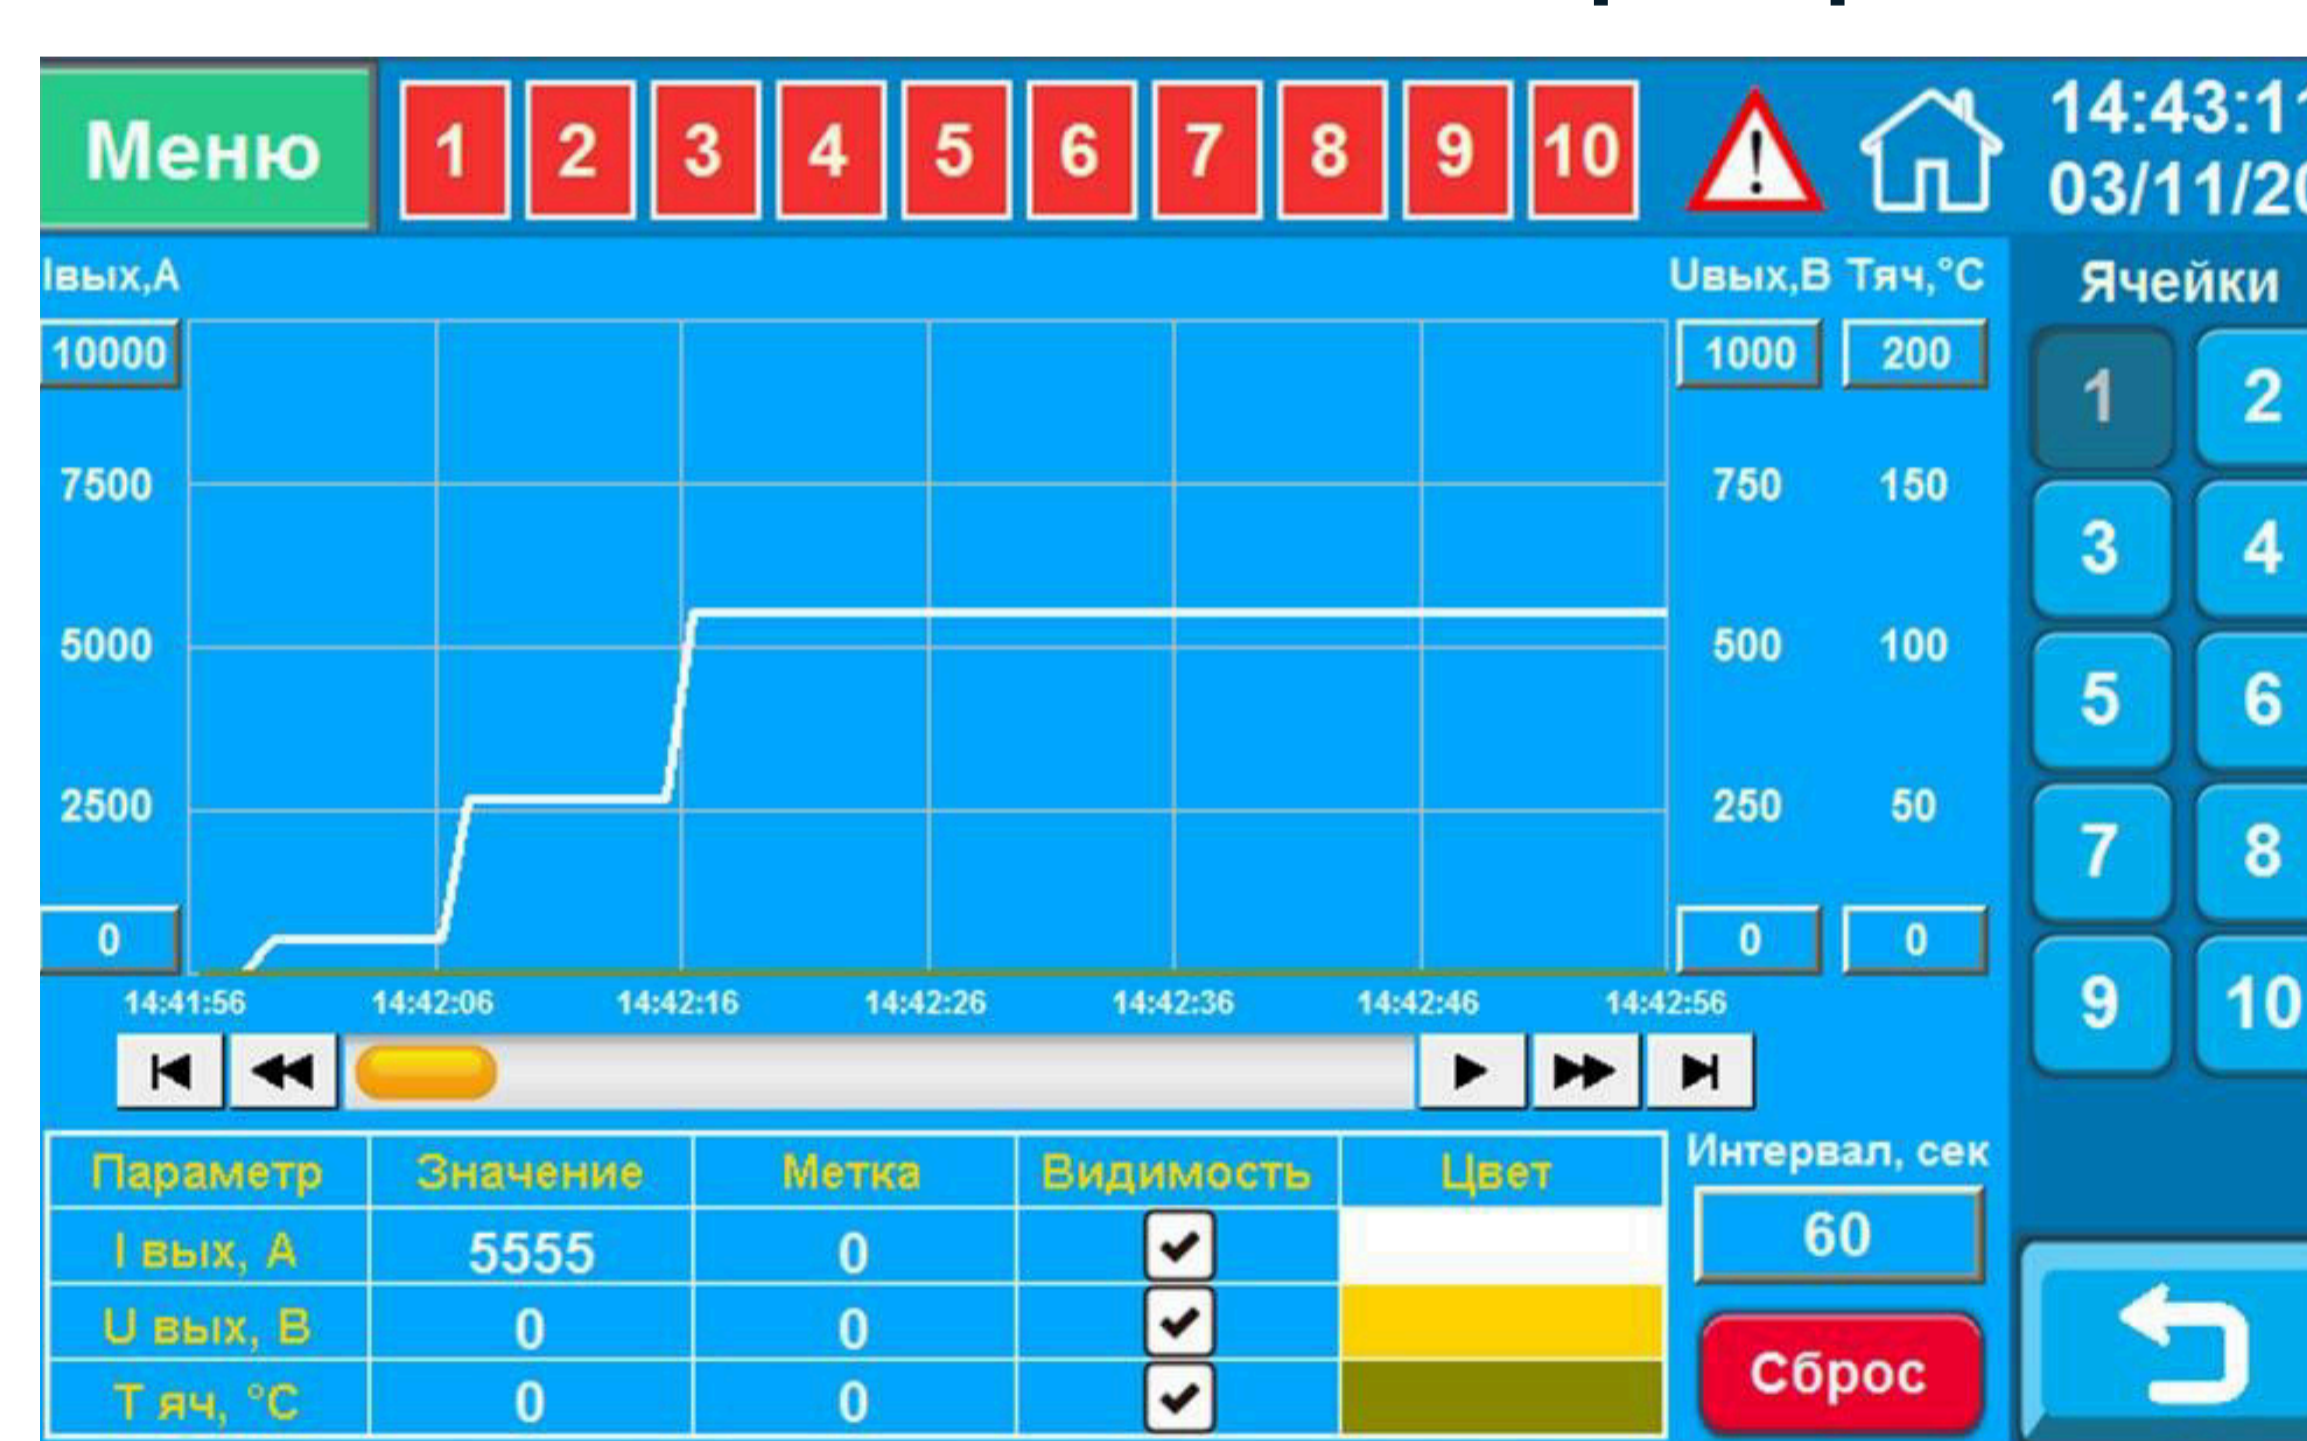 Меню 1 2 3 4 5 6 7 8 9 10 ! 14:43:11
03/11/20
Iвых,А Uвых,В Тяч,°С Ячейки
10000 1000 200
1 2
7500 750 150
3 4
5000 500 100
5 6
2500 250 50
7 8
0 0 0
9 10
14:41:56 14:42:06 14:42:16 14:42:26 14:42:36 14:42:46 14:42:56
Параметр Значение Метка Видимость Цвет Интервал, сек
I вых, А 5555 0 60
U вых, В 0 0
Т яч, °С 0 0 Сброс